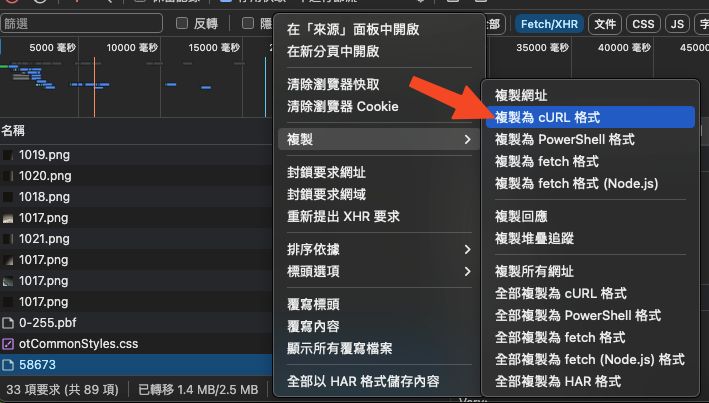 篩選
反轉
Fetch/XHR
文件
CSS
JS
5000 毫秒
10000 毫秒
15000 毫秒
35000 毫秒
40000 毫秒
名稱
1019.png
1020.png
1018.png
1017.png
1021.png
1017.png
1017.png
1017.png
0-255.pbf
otCommonStyles.css
58673
33 項要求 (共 89 項)
已轉移 1.4 MB/2.5 MB
在「來源」面板中開啟
在新分頁中開啟
清除瀏覽器快取
清除瀏覽器 Cookie
複製
封鎖要求網址
封鎖要求網域
重新提出 XHR 要求
排序依據
標頭選項
覆寫標頭
覆寫內容
顯示所有覆寫檔案
全部以 HAR 格式儲存內容
複製網址
複製為 cURL 格式
複製為 PowerShell 格式
複製為 fetch 格式
複製為 fetch 格式 (Node.js)
複製回應
複製堆疊追蹤
複製所有網址
全部複製為 cURL 格式
全部複製為 PowerShell 格式
全部複製為 fetch 格式
全部複製為 fetch (Node.js) 格式
全部複製為 HAR 格式